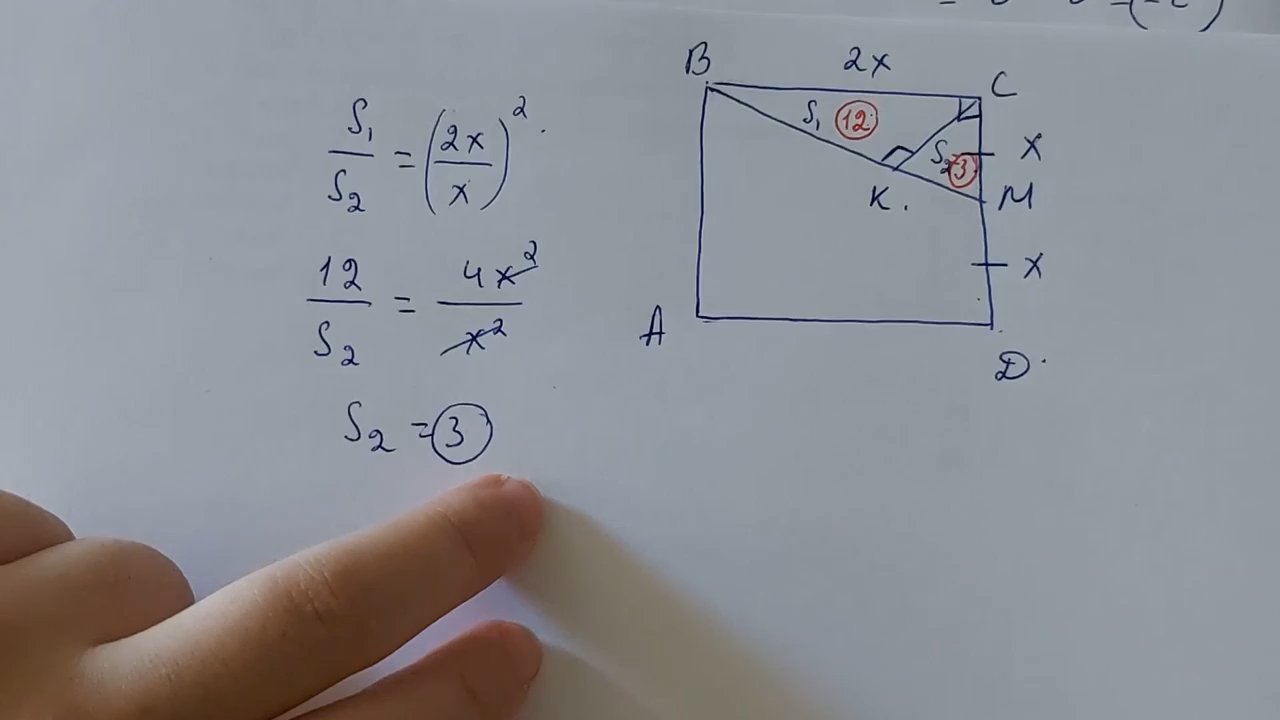 S₁/S₂ = (2x/x)².
12/S₂ = 4x²/x²
S₂ = 3
B 2x C
S₁ 12
S₂ 3 x
K. M
x
A
D.